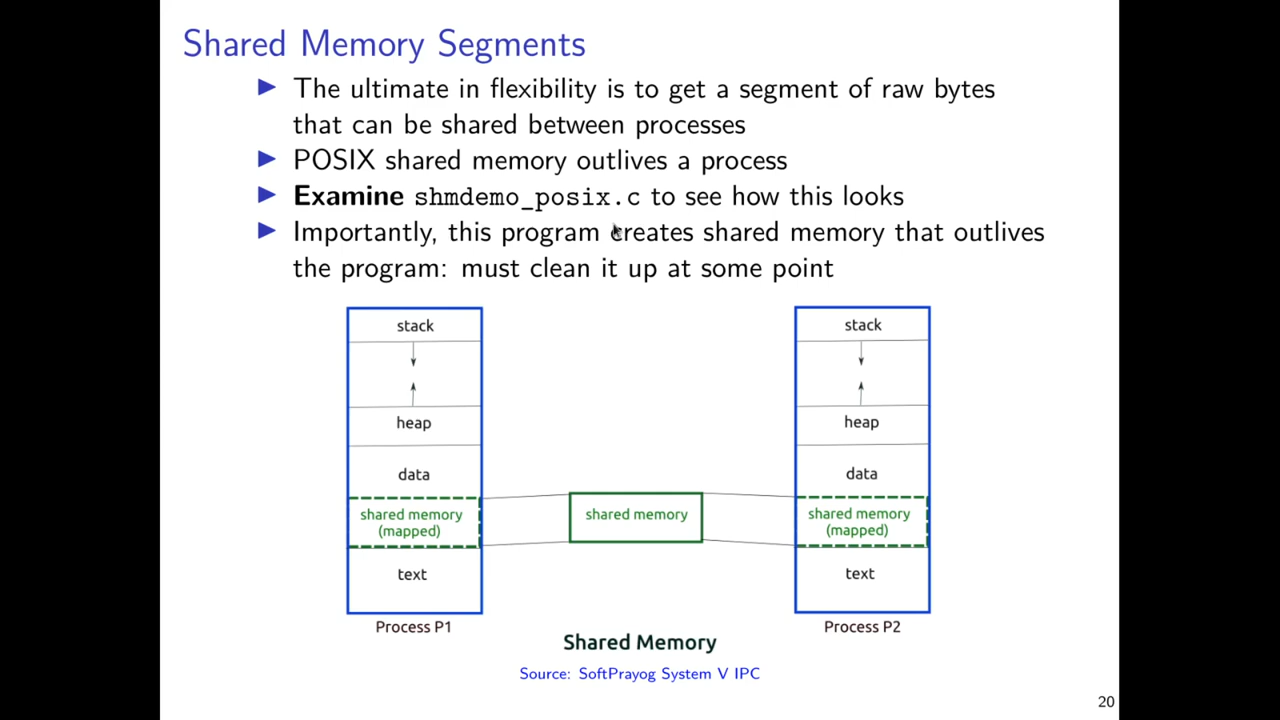 Shared Memory Segments
▶ The ultimate in flexibility is to get a segment of raw bytes
that can be shared between processes
▶ POSIX shared memory outlives a process
▶ Examine shmdemo_posix.c to see how this looks
▶ Importantly, this program creates shared memory that outlives
the program: must clean it up at some point
stack
heap
data
shared memory
(mapped)
text
Process P1
shared memory
stack
heap
data
shared memory
(mapped)
text
Process P2
Shared Memory
Source: SoftPrayog System V IPC
20